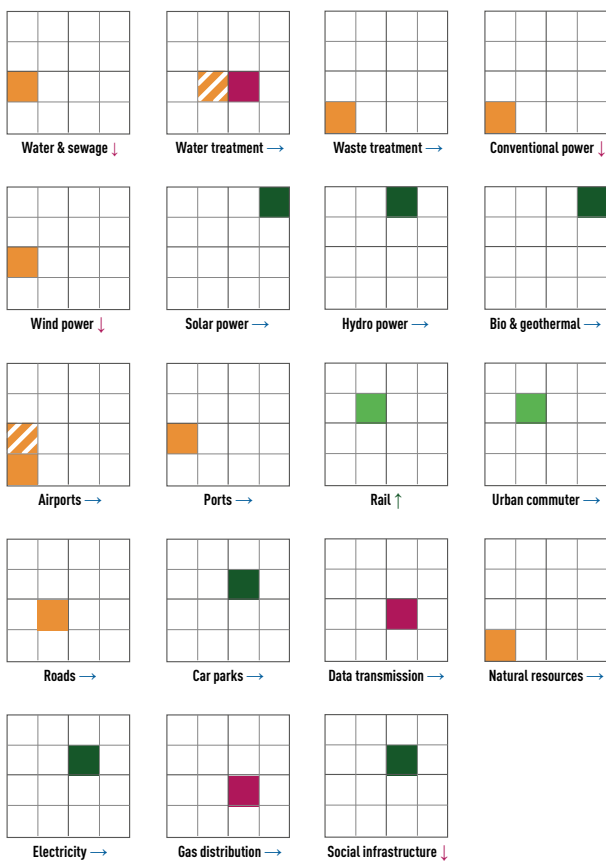 Water & sewage ↓
Water treatment →
Waste treatment →
Conventional power ↓
Wind power ↓
Solar power →
Hydro power →
Bio & geothermal →
Airports →
Ports →
Rail ↑
Urban commuter →
Roads →
Car parks →
Data transmission →
Natural resources →
Electricity →
Gas distribution →
Social infrastructure ↓